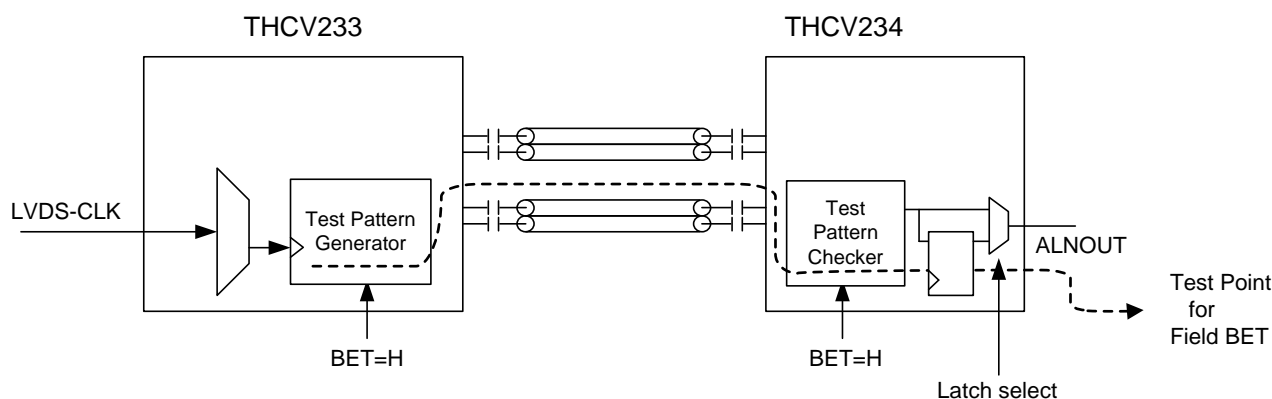 THCV233
THCV234
LVDS-CLK
Test Pattern
Generator
Test
Pattern
Checker
ALNOUT
Test Point
for
Field BET
BET=H
BET=H
Latch select